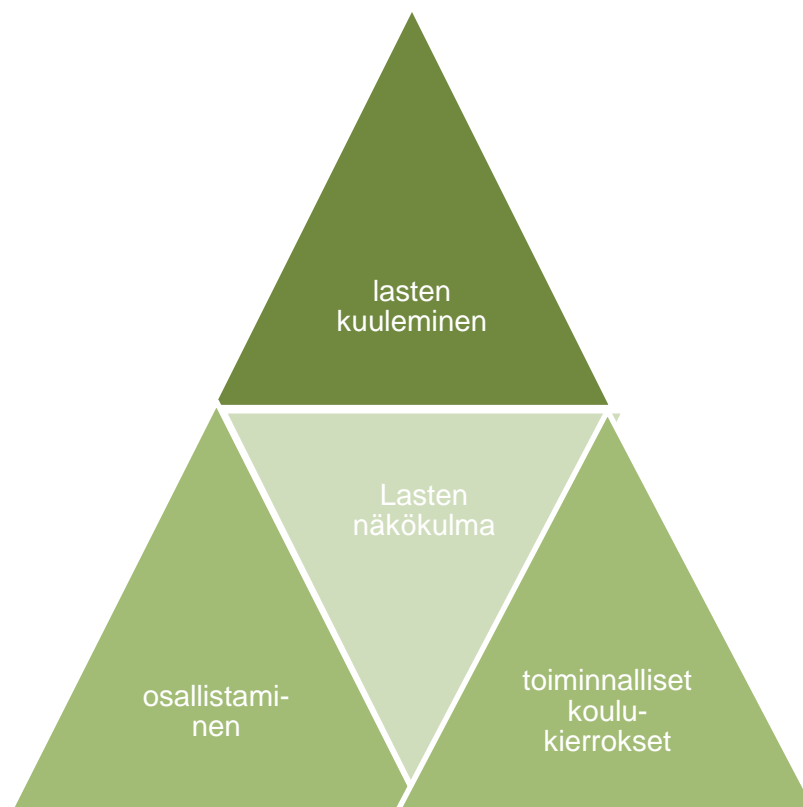 lasten
kuuleminen
Lasten
näkökulma
osallistami-
nen
toiminnalliset
koulu-
kierrokset